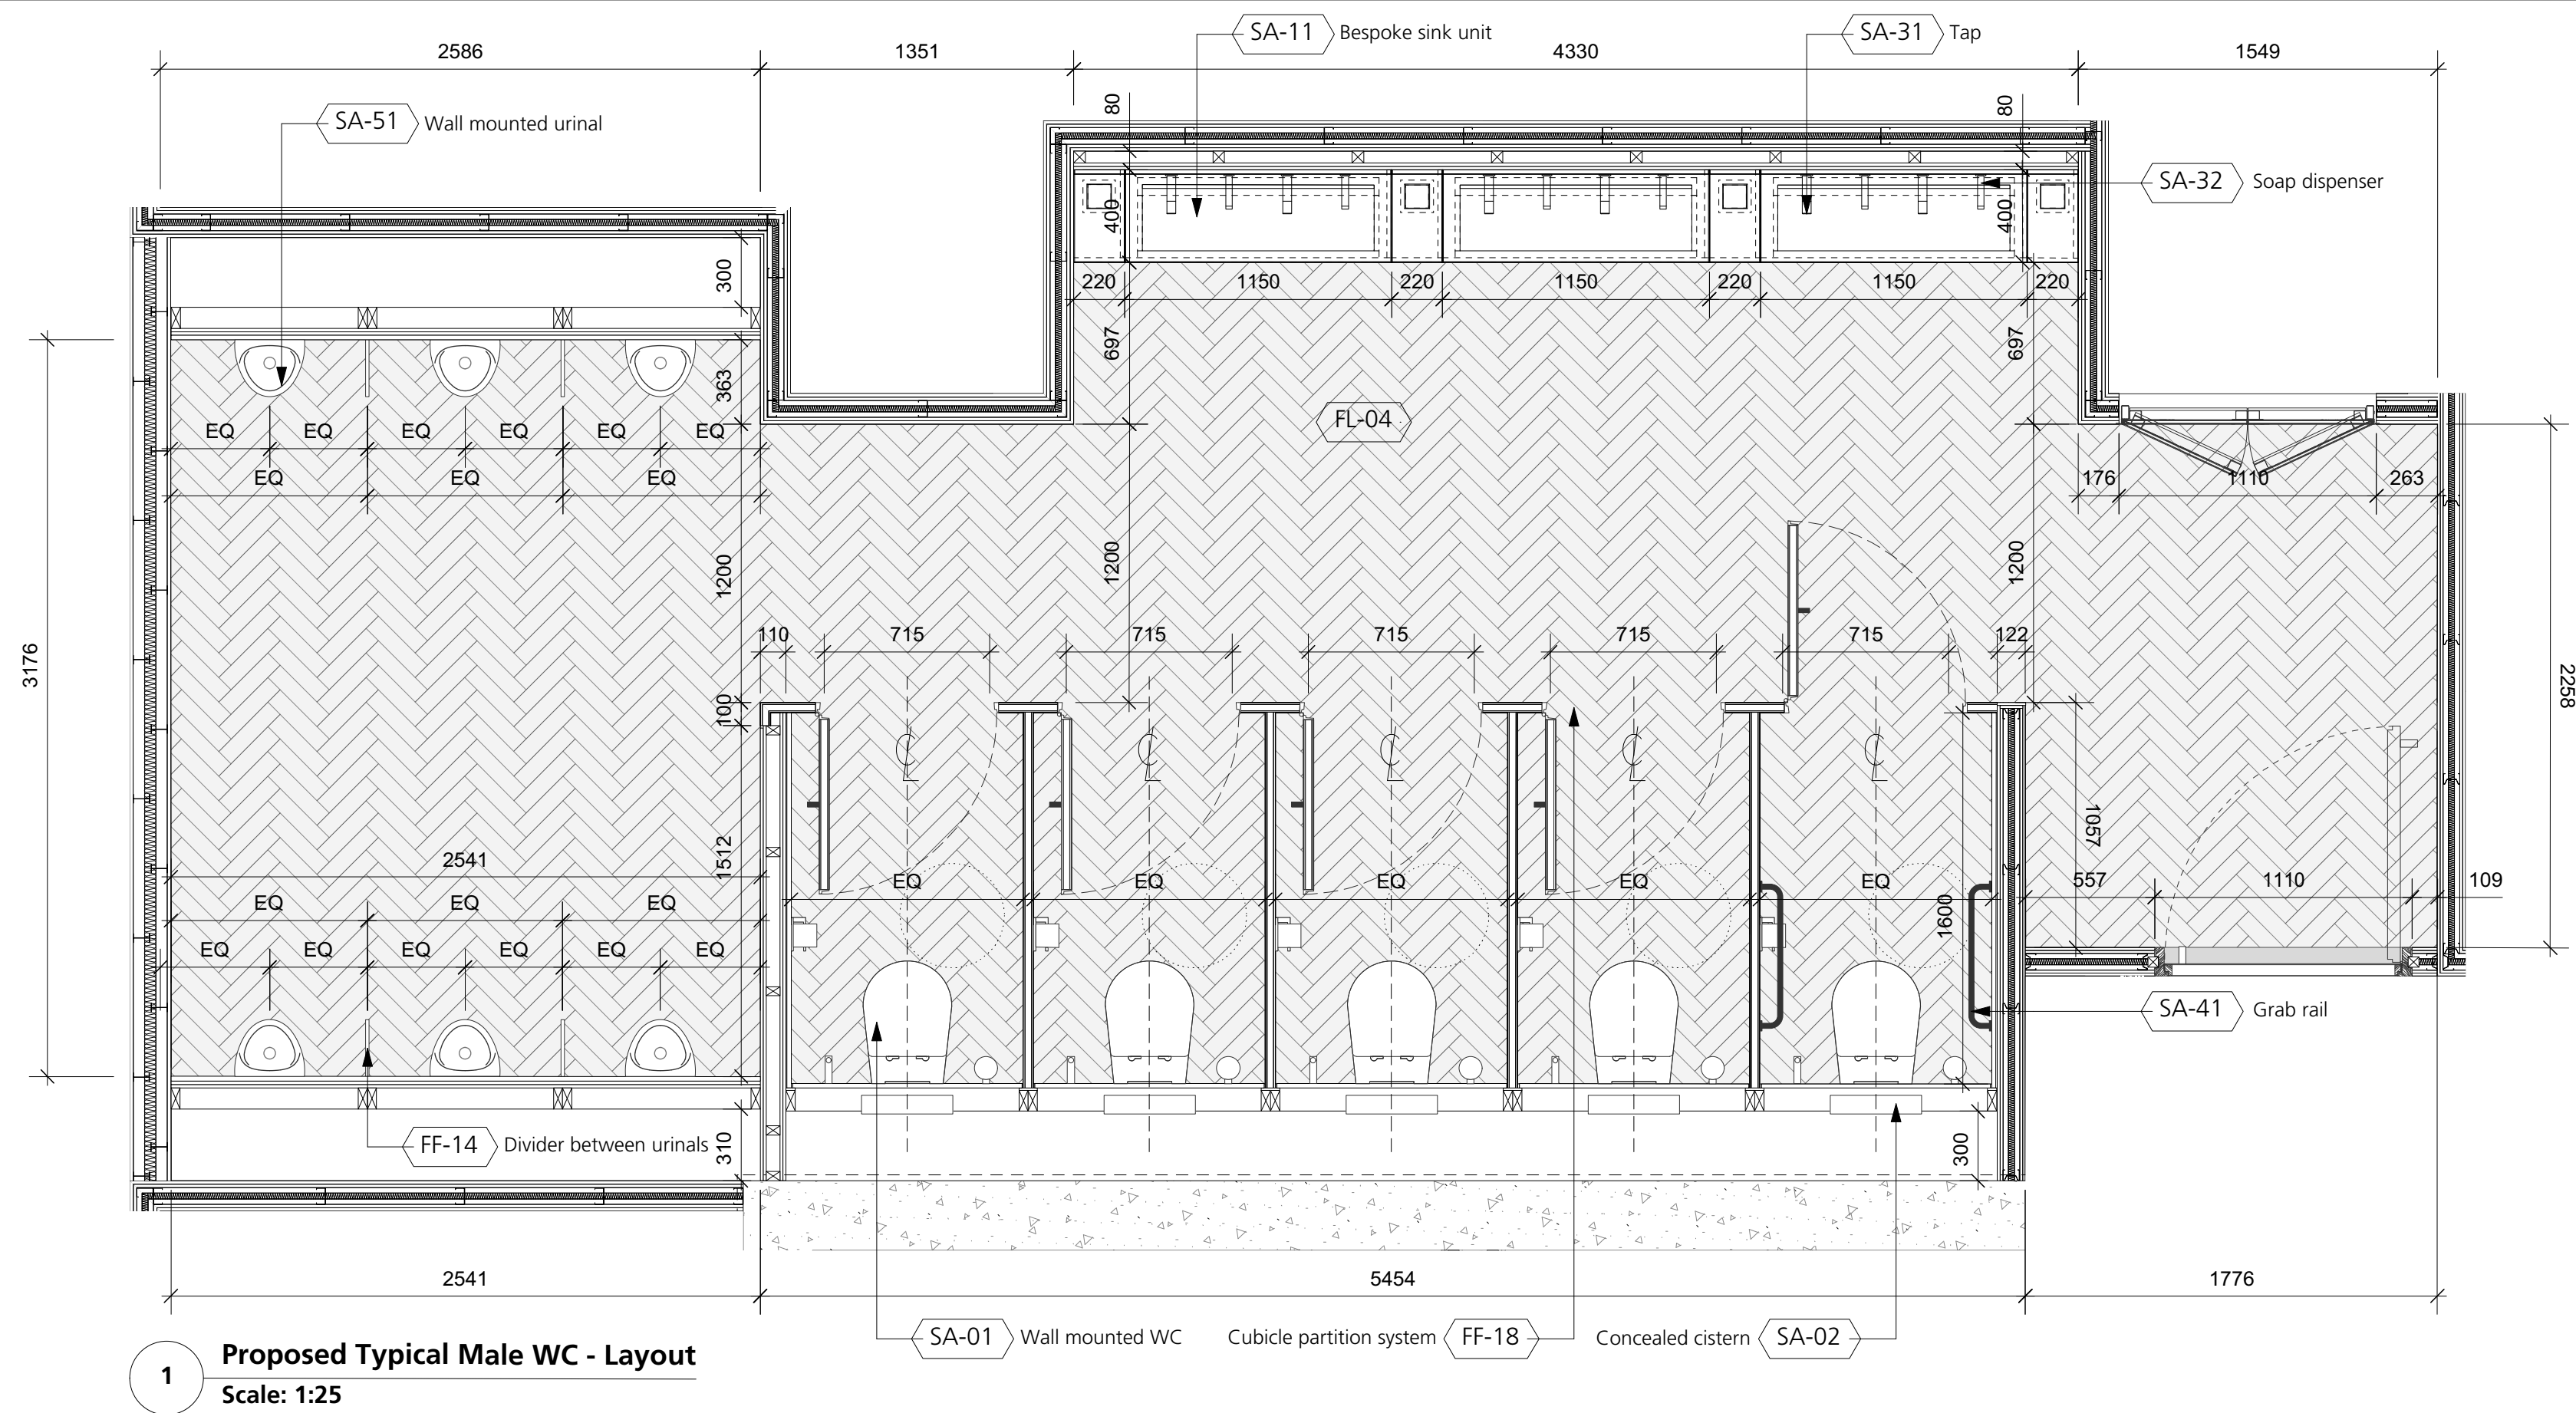 2586
1351
SA-11 Bespoke sink unit
4330
SA-31 Tap
1549
SA-51 Wall mounted urinal
80
80
SA-32 Soap dispenser
400
400
300
220 1150 220 1150 220 1150 220
697
697
363
FL-04
EQ EQ EQ EQ EQ EQ
EQ EQ EQ
176 1110 263
1200
1200
1200
3176
110 715 715 715 715 715 122
2258
100
1057
1512
2541
EQ EQ EQ EQ EQ
557 1110 109
EQ EQ EQ
1600
EQ EQ EQ EQ EQ EQ
SA-41 Grab rail
FF-14 Divider between urinals
310
300
2541
5454
1776
SA-01 Wall mounted WC
Cubicle partition system FF-18
Concealed cistern SA-02
1
Proposed Typical Male WC - Layout
Scale: 1:25